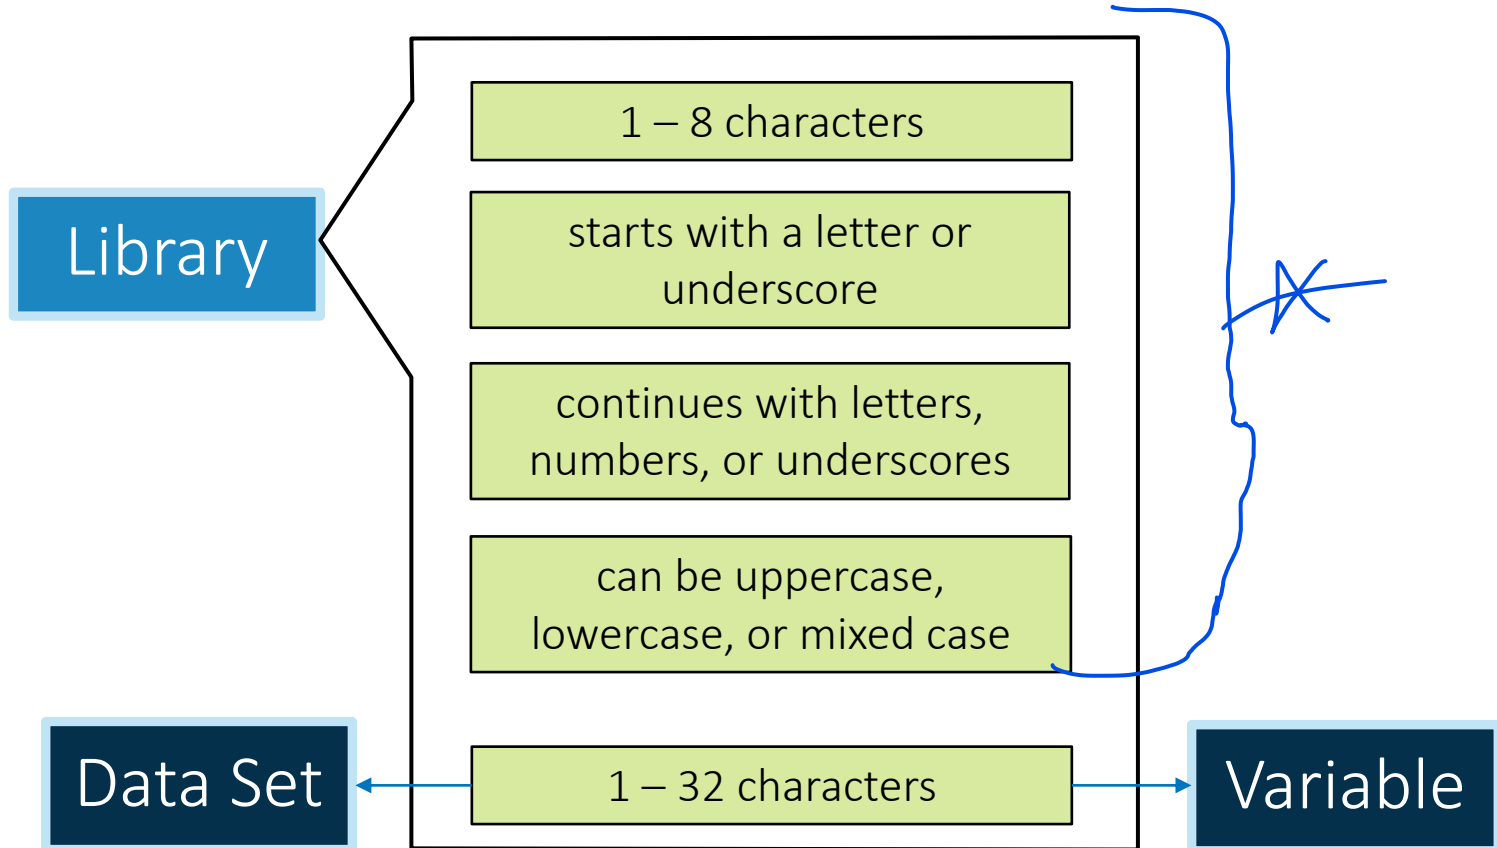 1 – 8 characters
Library
starts with a letter or
underscore
continues with letters,
numbers, or underscores
can be uppercase,
lowercase, or mixed case
Data Set
1 – 32 characters
Variable